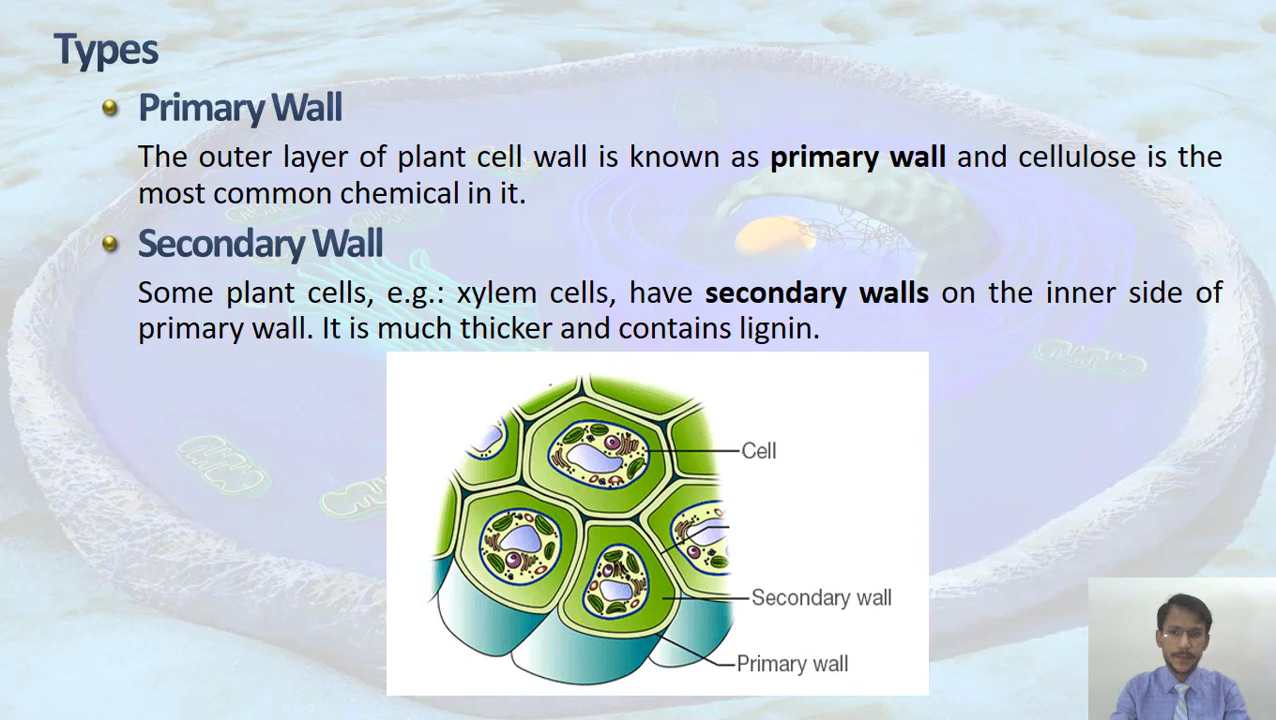 Types
Primary Wall
The outer layer of plant cell wall is known as primary wall and cellulose is the
most common chemical in it.
Secondary Wall
Some plant cells, e.g.: xylem cells, have secondary walls on the inner side of
primary wall. It is much thicker and contains lignin.
Cell
Secondary wall
Primary wall